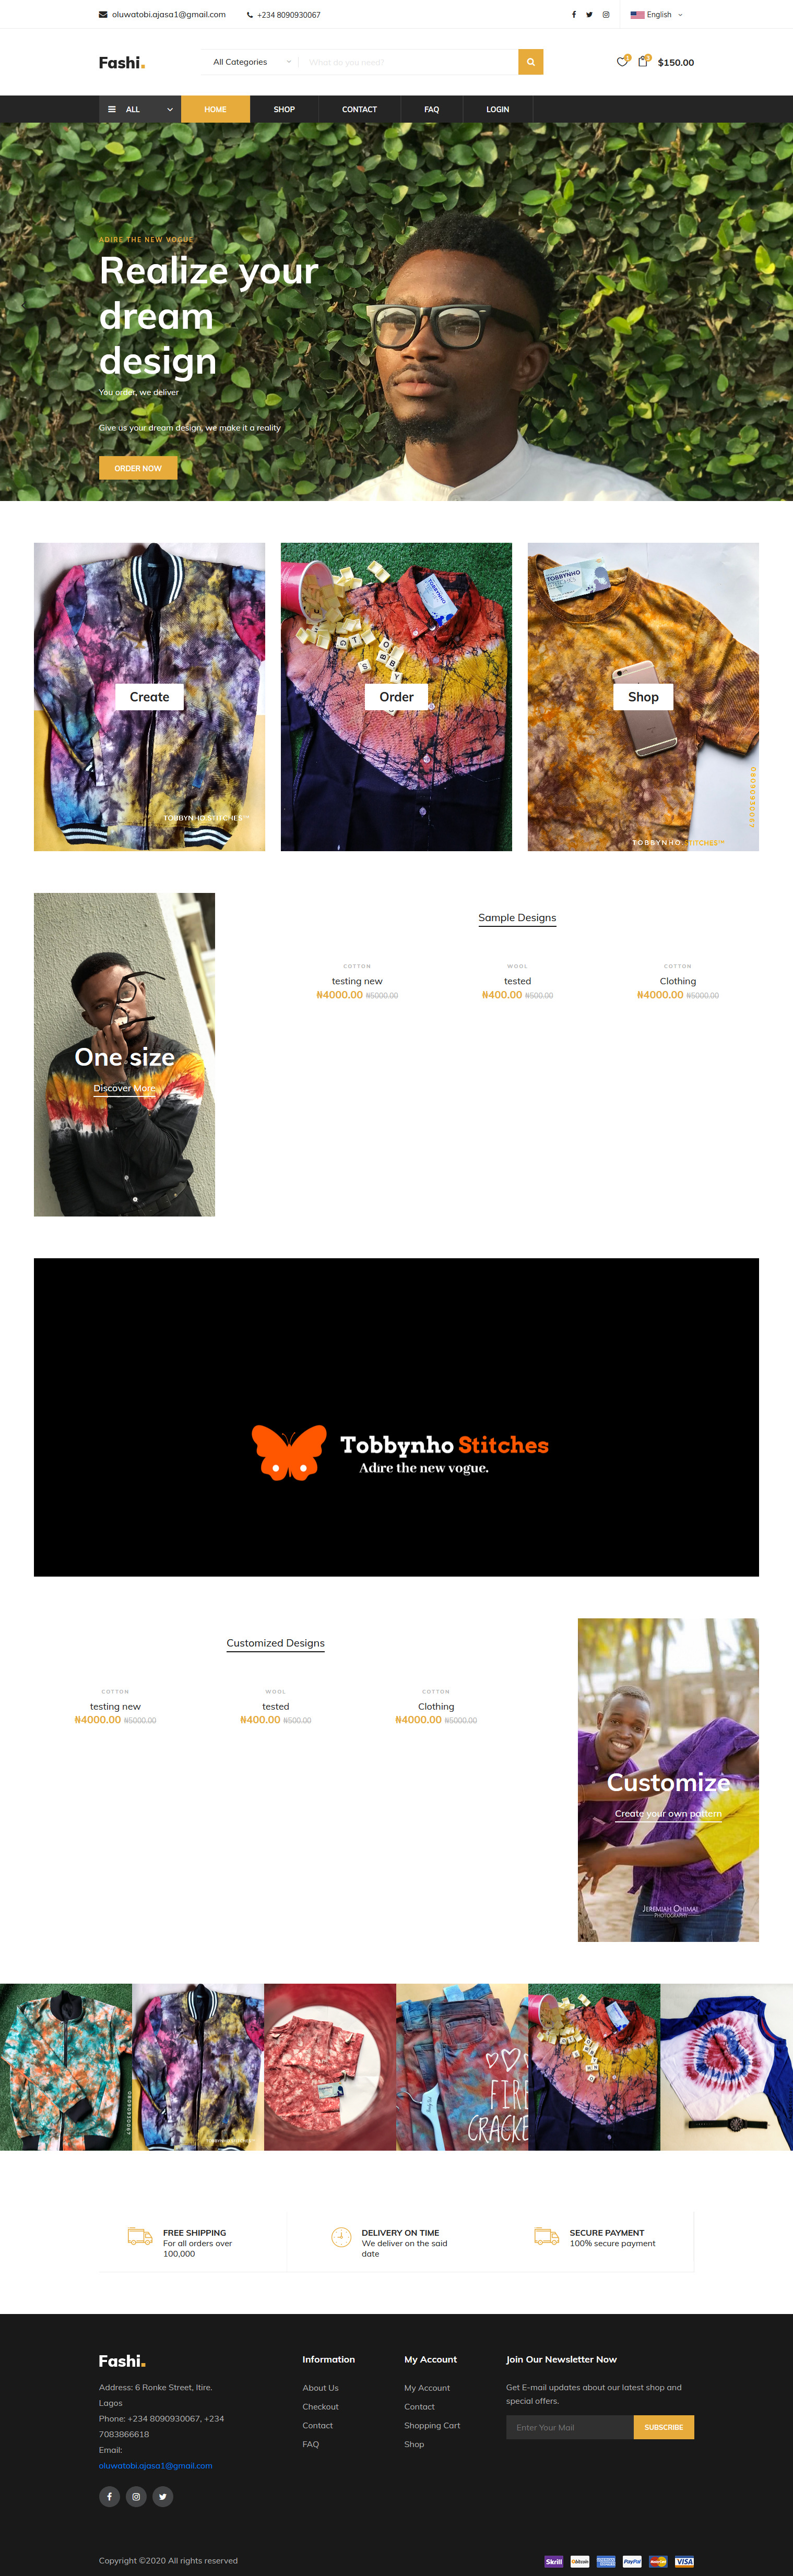 oluwatobi.ajasa1@gmail.com +234 8090930067 English
Fashi.
All Categories What do you need? 1 3 $150.00
ALL HOME SHOP CONTACT FAQ LOGIN
ADIRE THE NEW VOGUE
Realize your
dream
design
You order, we deliver
Give us your dream design, we make it a reality
ORDER NOW
Create
TOBBYNHO STITCHES™
Order
TOBBYNHO
TOBBYNHO
STITCHES
Shop
08090930067
TOBBYNHO.STITCHES™
One size
Discover More
Sample Designs
COTTON WOOL COTTON
testing new tested Clothing
₦4000.00 ₦5000.00 ₦400.00 ₦500.00 ₦4000.00 ₦5000.00
Tobbynho Stitches
Adire the new vogue.
Customized Designs
COTTON WOOL COTTON
testing new tested Clothing
₦4000.00 ₦5000.00 ₦400.00 ₦500.00 ₦4000.00 ₦5000.00
Customize
Create your own pattern
JEREMIAH OHIMAI
PHOTOGRAPHY
08090930067
FIRE
CRACKE
FREE SHIPPING
For all orders over
100,000
DELIVERY ON TIME
We deliver on the said
date
SECURE PAYMENT
100% secure payment
Fashi.
Address: 6 Ronke Street, Itire.
Lagos
Phone: +234 8090930067, +234
7083866618
Email:
oluwatobi.ajasa1@gmail.com
Information
About Us
Checkout
Contact
FAQ
My Account
My Account
Contact
Shopping Cart
Shop
Join Our Newsletter Now
Get E-mail updates about our latest shop and
special offers.
Enter Your Mail SUBSCRIBE
Copyright ©2020 All rights reserved
Skrill bitcoin PayPal VISA